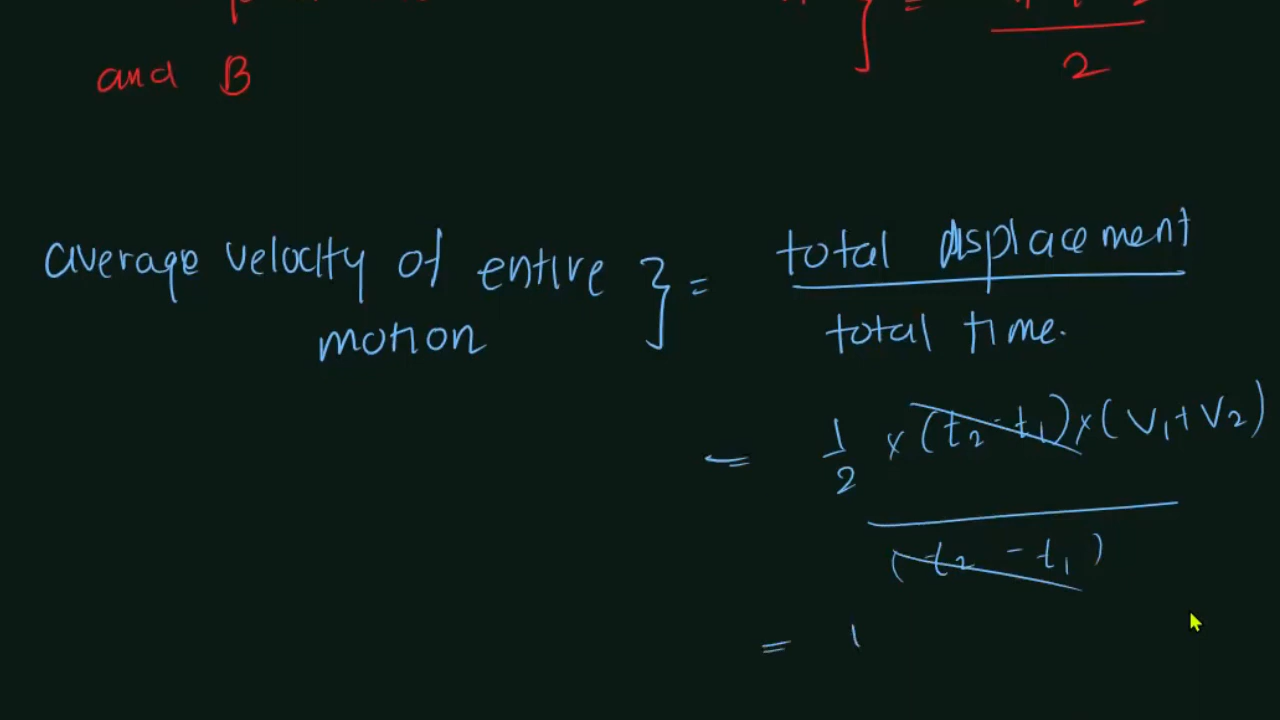 } =
2
and B
average velocity of entire } = total displacement
motion
total time.
= 1/2 × (t₂ - t₁) × (V₁ + V₂)
(t₂ - t₁)
=